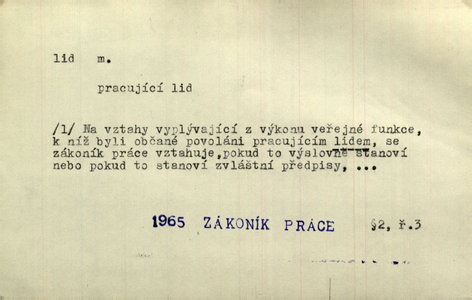 lid m.
pracující lid
/1/ Na vztahy vyplývající z výkonu veřejné funkce,
k níž byli občané povoláni pracujícím lidem, se
zákoník práce vztahuje, pokud to výslovně stanoví
nebo pokud to stanoví zvláštní předpisy, ...
1965 ZÁKONÍK PRÁCE §2, ř.3